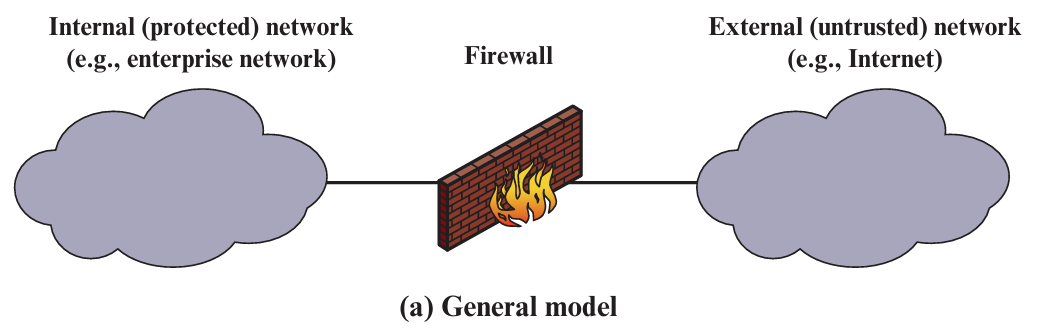 Internal (protected) network
(e.g., enterprise network)
Firewall
External (untrusted) network
(e.g., Internet)
(a) General model